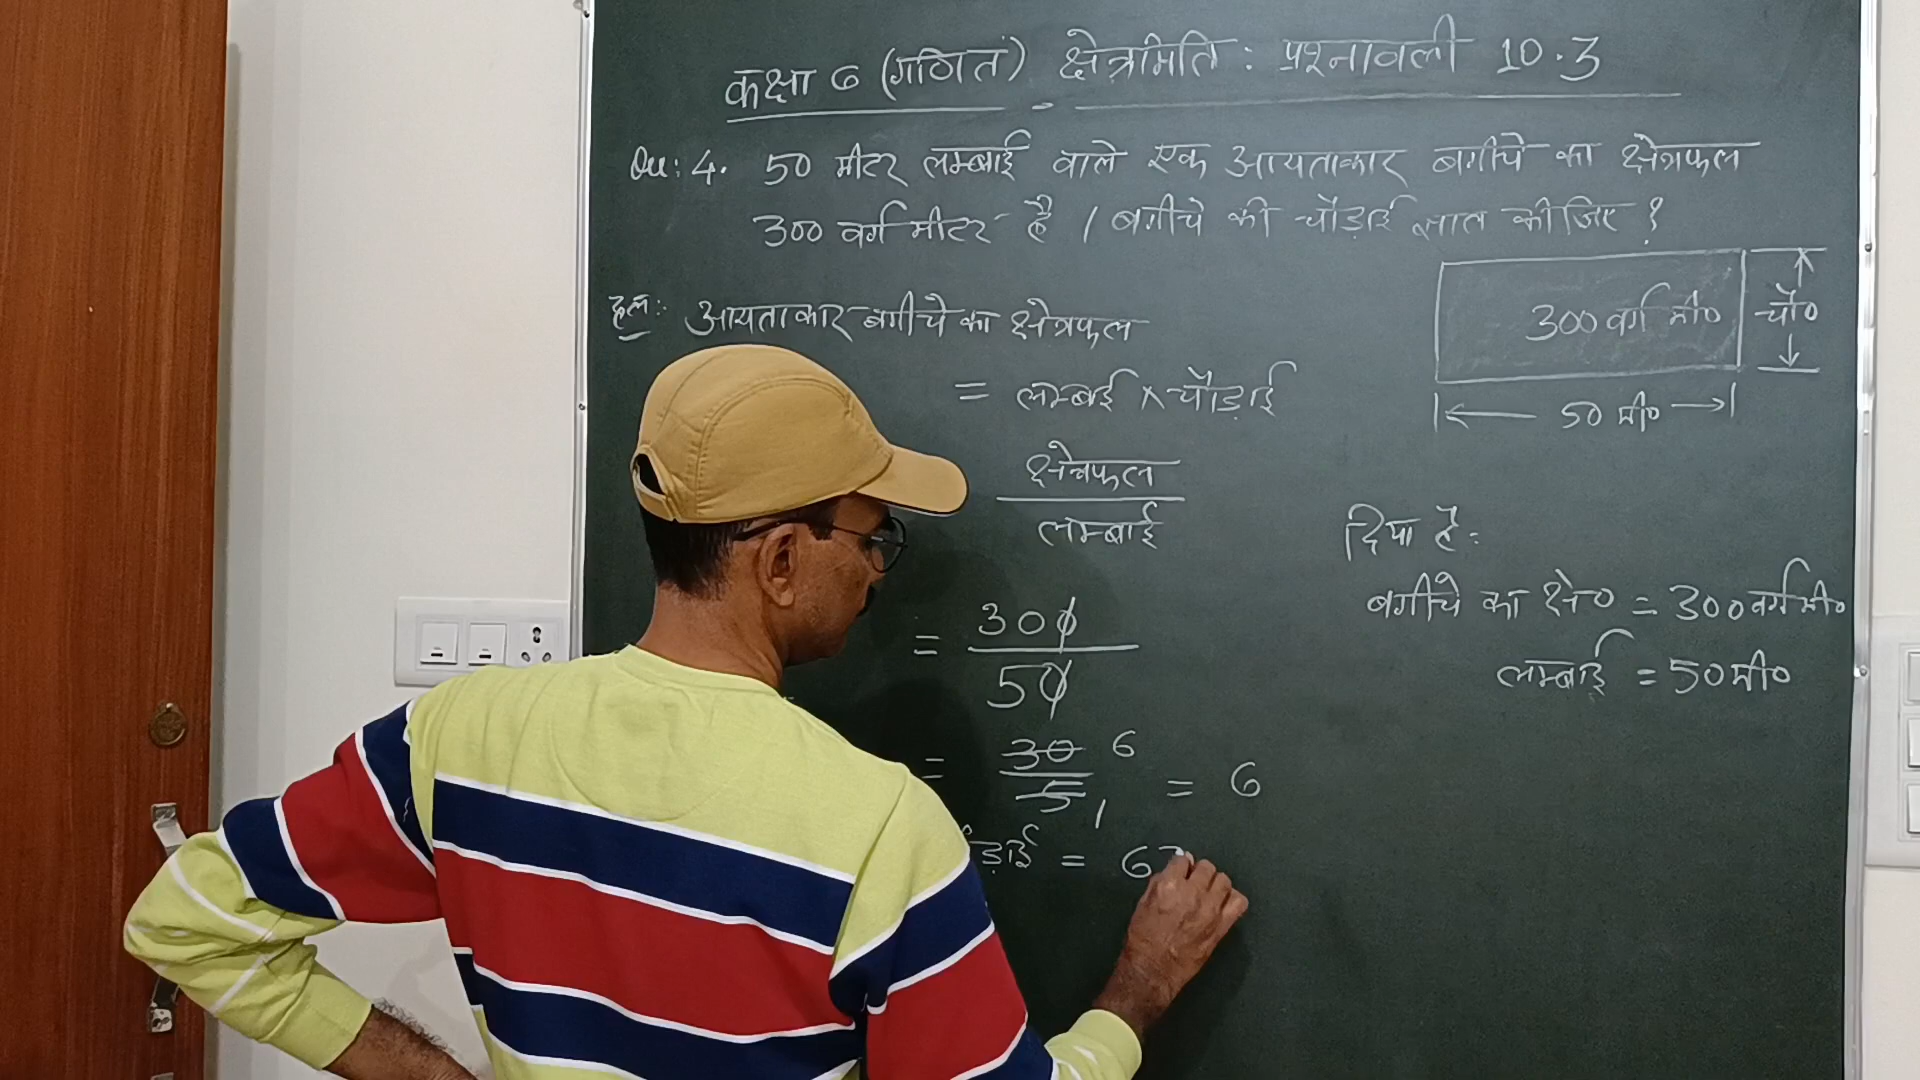 कक्षा 6 (गणित) क्षेत्रमिति: प्रश्नावली 10.3
Qu: 4. 50 मीटर लम्बाई वाले एक आयताकार बगीचे का क्षेत्रफल
300 वर्ग मीटर है / बगीचे की चौड़ाई ज्ञात कीजिए ?
हल: आयताकार बगीचे का क्षेत्रफल
= लम्बाई × चौड़ाई
क्षेत्रफल
लम्बाई
= 300
50
= 30 6
5 1 = 6
ड़ाई = 6
300 वर्ग मी० चौ०
50 मी०
दिया है:
बगीचे का क्षे० = 300 वर्ग मी०
लम्बाई = 50 मी०